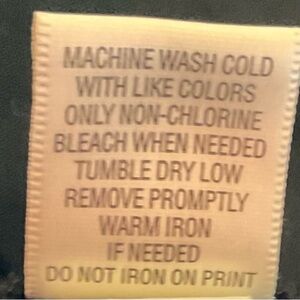 MACHINE WASH COLD
WITH LIKE COLORS
ONLY NON-CHLORINE
BLEACH WHEN NEEDED
TUMBLE DRY LOW
REMOVE PROMPTLY
WARM IRON
IF NEEDED
DO NOT IRON ON PRINT